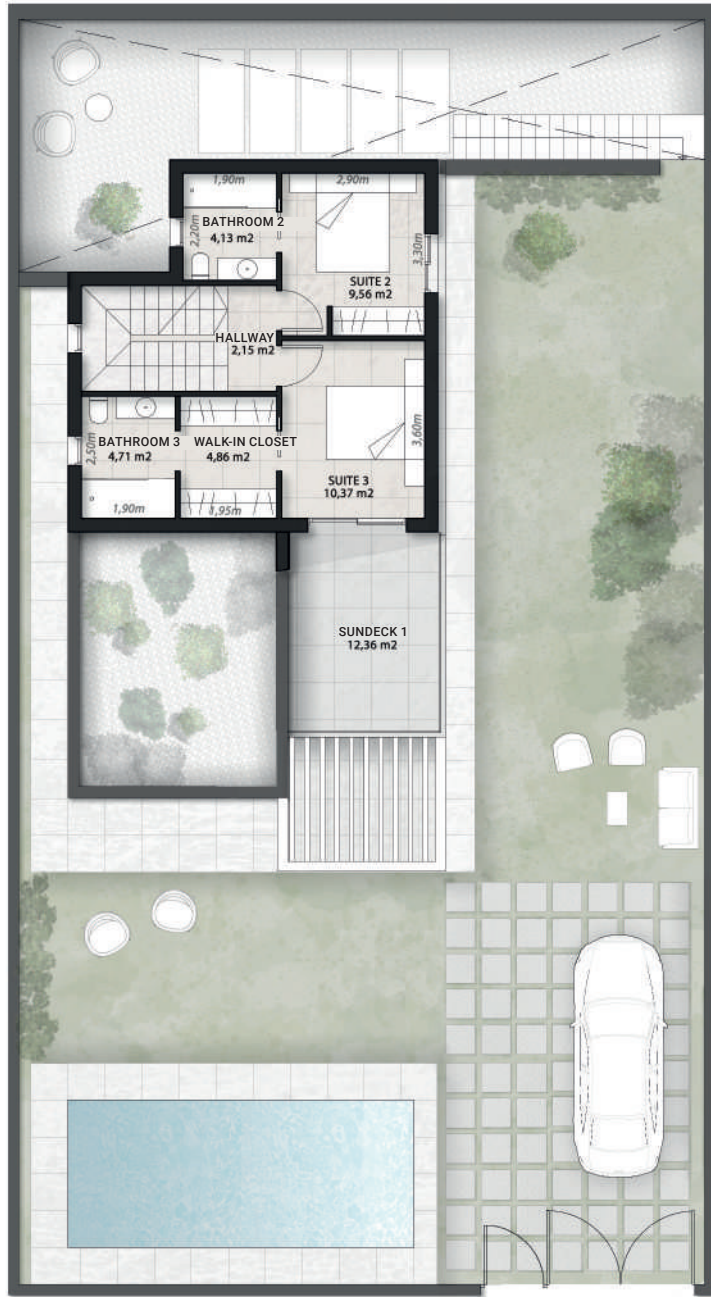 1,90m
2,90m
BATHROOM 2
4,13 m2
2,20m
3,30m
SUITE 2
9,56 m2
HALLWAY
2,15 m2
BATHROOM 3
4,71 m2
2,50m
WALK-IN CLOSET
4,86 m2
3,60m
SUITE 3
10,37 m2
1,90m
1,95m
SUNDECK 1
12,36 m2